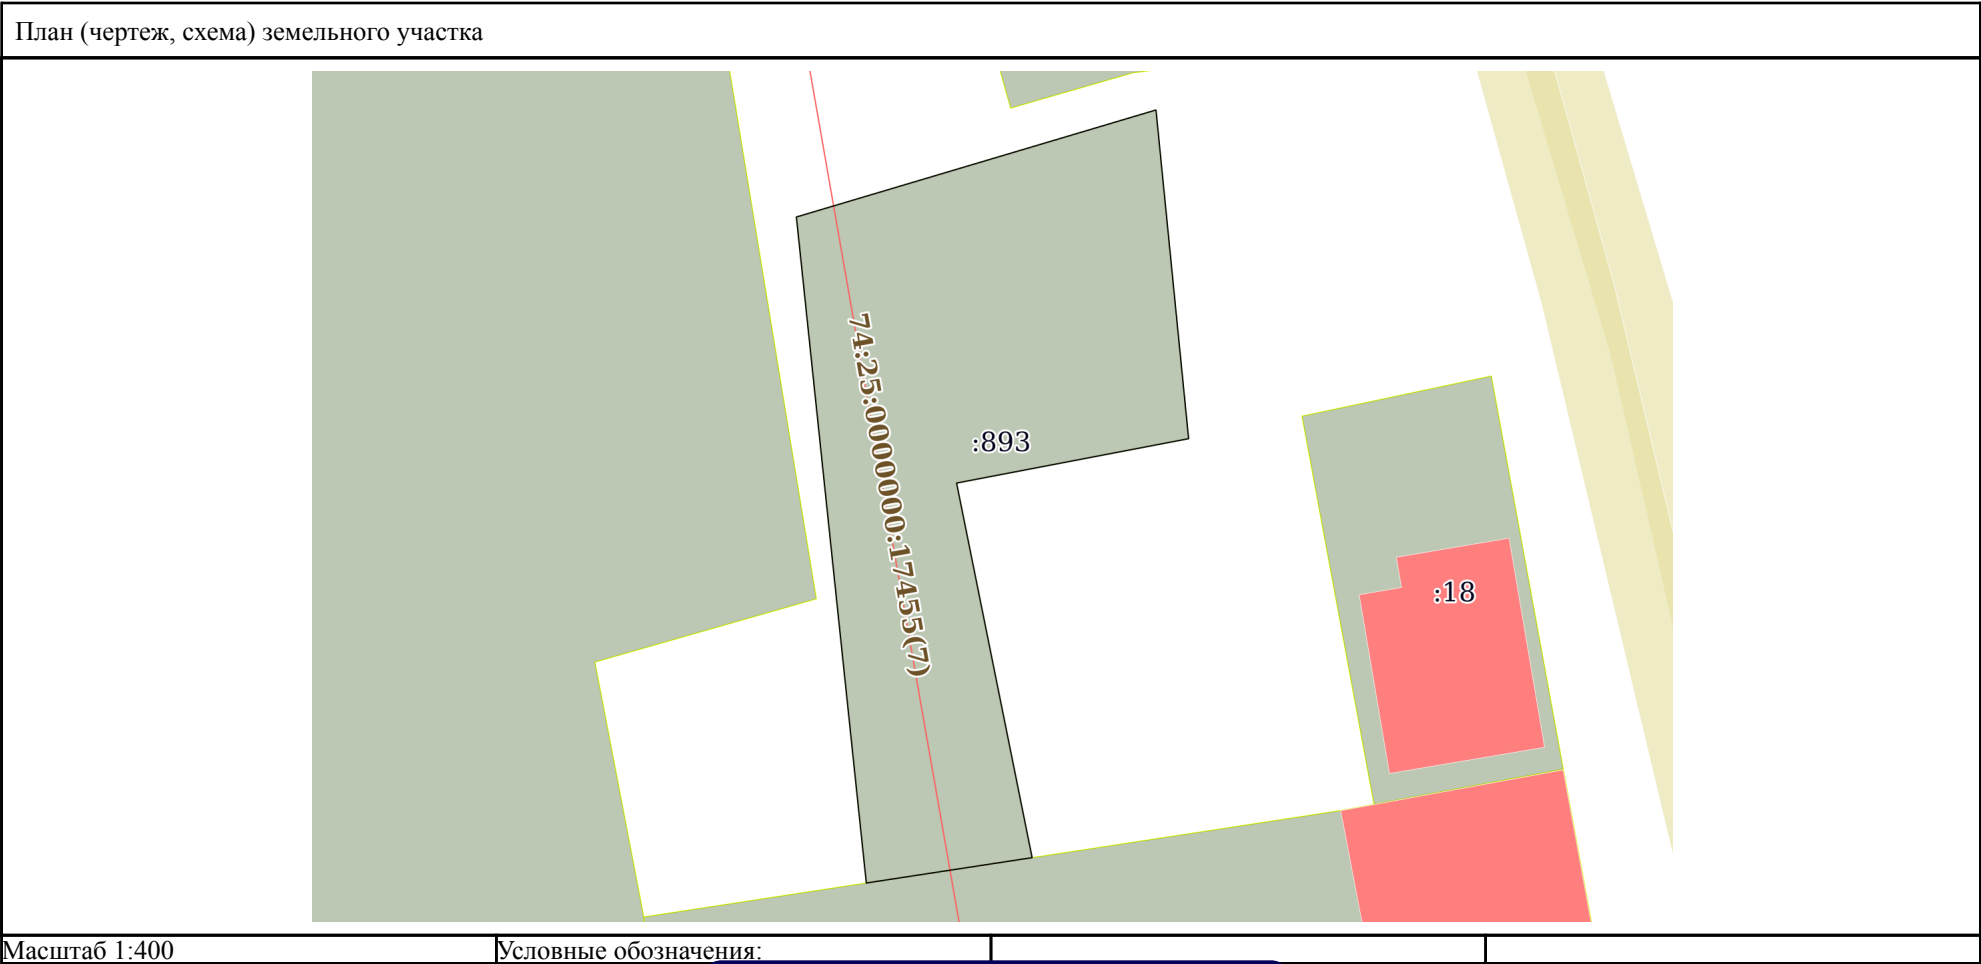 План (чертеж, схема) земельного участка
74:25:0000000:17455(7)
:893
:18
Масштаб 1:400
Условные обозначения: